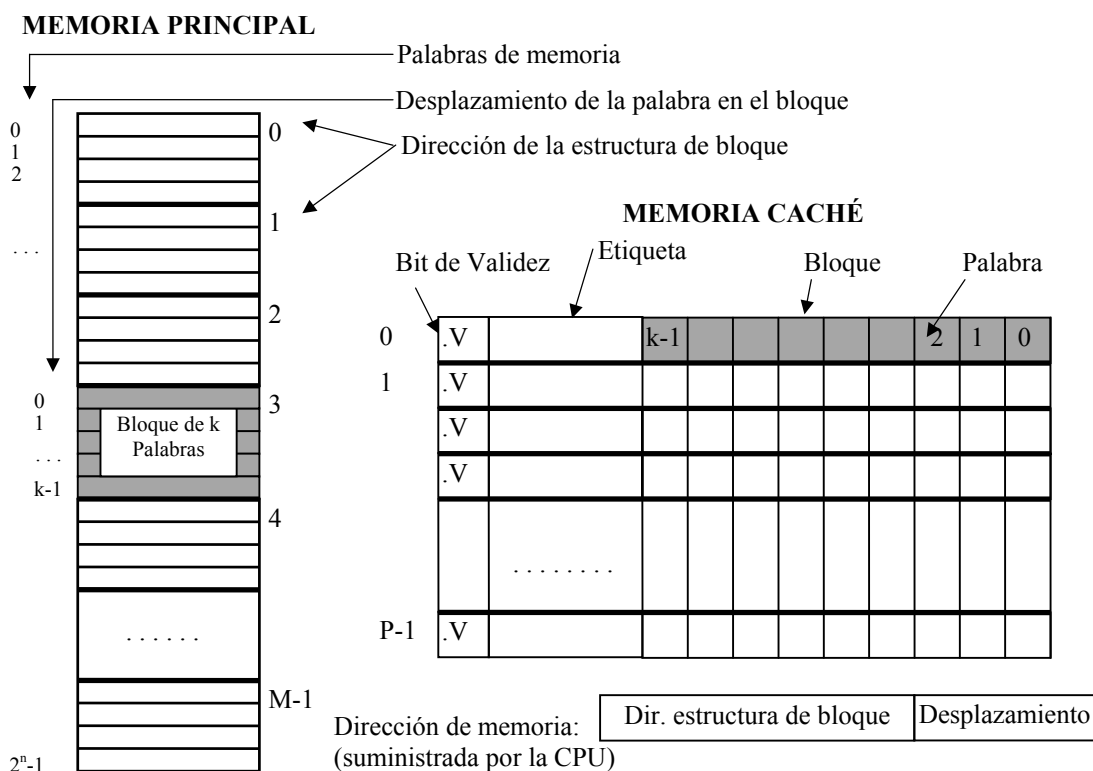 MEMORIA PRINCIPAL
Palabras de memoria
Desplazamiento de la palabra en el bloque
Dirección de la estructura de bloque
0
1
2
. . .
0
1
2
3
4
M-1
0
1
. . .
k-1
Bloque de k
Palabras
. . . . . .
2ⁿ-1
MEMORIA CACHÉ
Bit de Validez
Etiqueta
Bloque
Palabra
0 .V k-1 2 1 0
1 .V
.V
.V
. . . . . . . .
P-1 .V
Dirección de memoria: Dir. estructura de bloque Desplazamiento
(suministrada por la CPU)